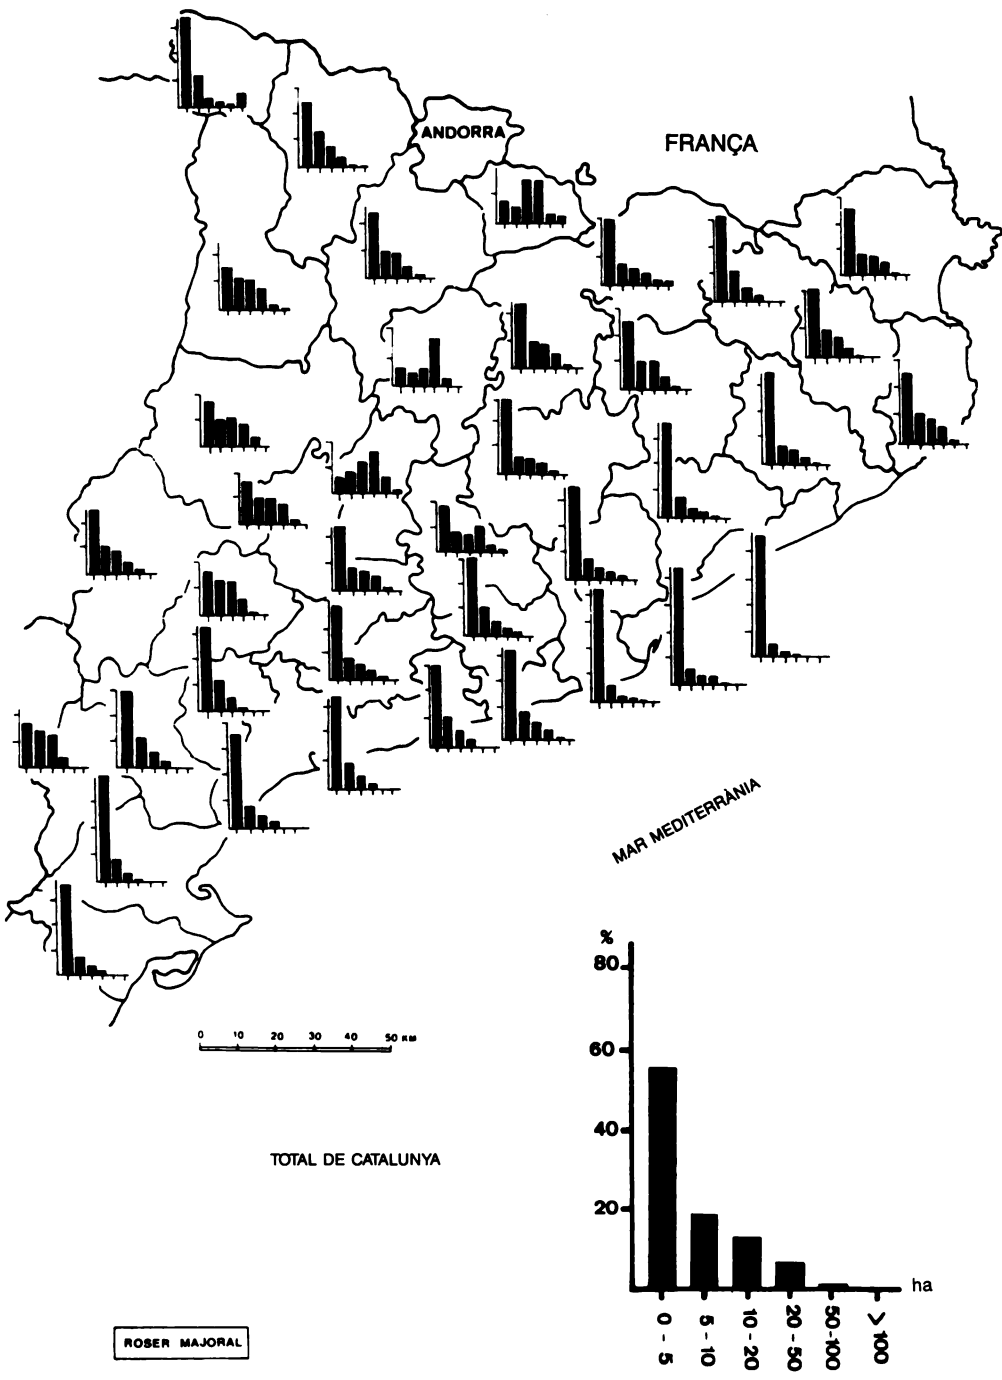 ANDORRA
FRANÇA
MAR MEDITERRÀNIA
0 10 20 30 40 50 KM
TOTAL DE CATALUNYA
%
80
60
40
20
ha
0 - 5
5 - 10
10 - 20
20 - 50
50-100
> 100
ROSER MAJORAL